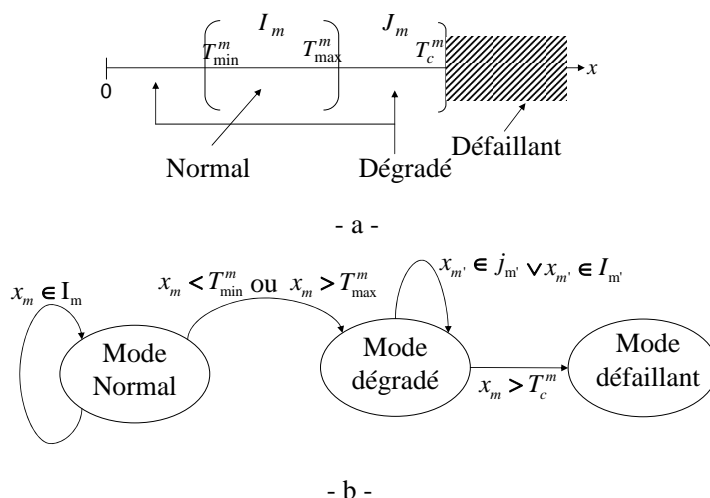 I_m J_m
T_min^m T_max^m T_c^m
0 x
Normal Dégradé Défaillant
- a -
x_m ∈ I_m
x_m < T_min^m ou x_m > T_max^m
x_m' ∈ j_m' ∨ x_m' ∈ I_m'
Mode
Normal
Mode
dégradé
x_m > T_c^m
Mode
défaillant
- b -